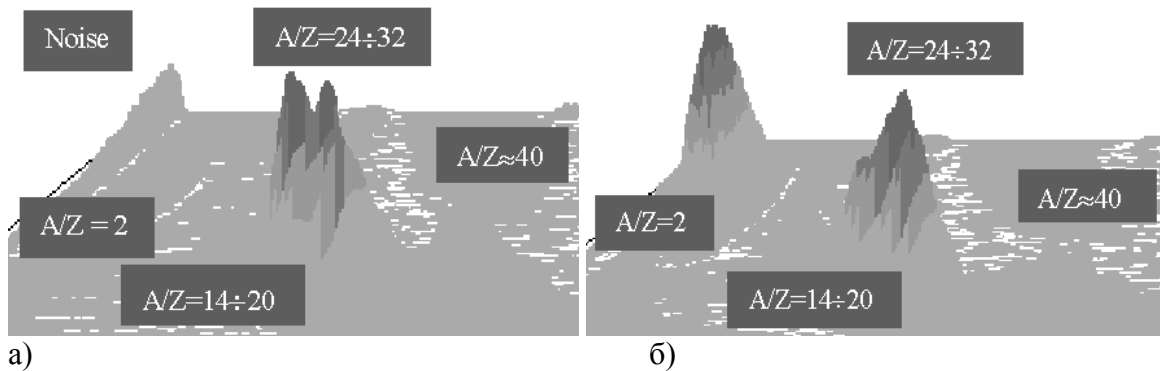 Noise
A/Z=24÷32
A/Z≈40
A/Z = 2
A/Z=14÷20
A/Z=24÷32
A/Z≈40
A/Z=2
A/Z=14÷20
а)
б)